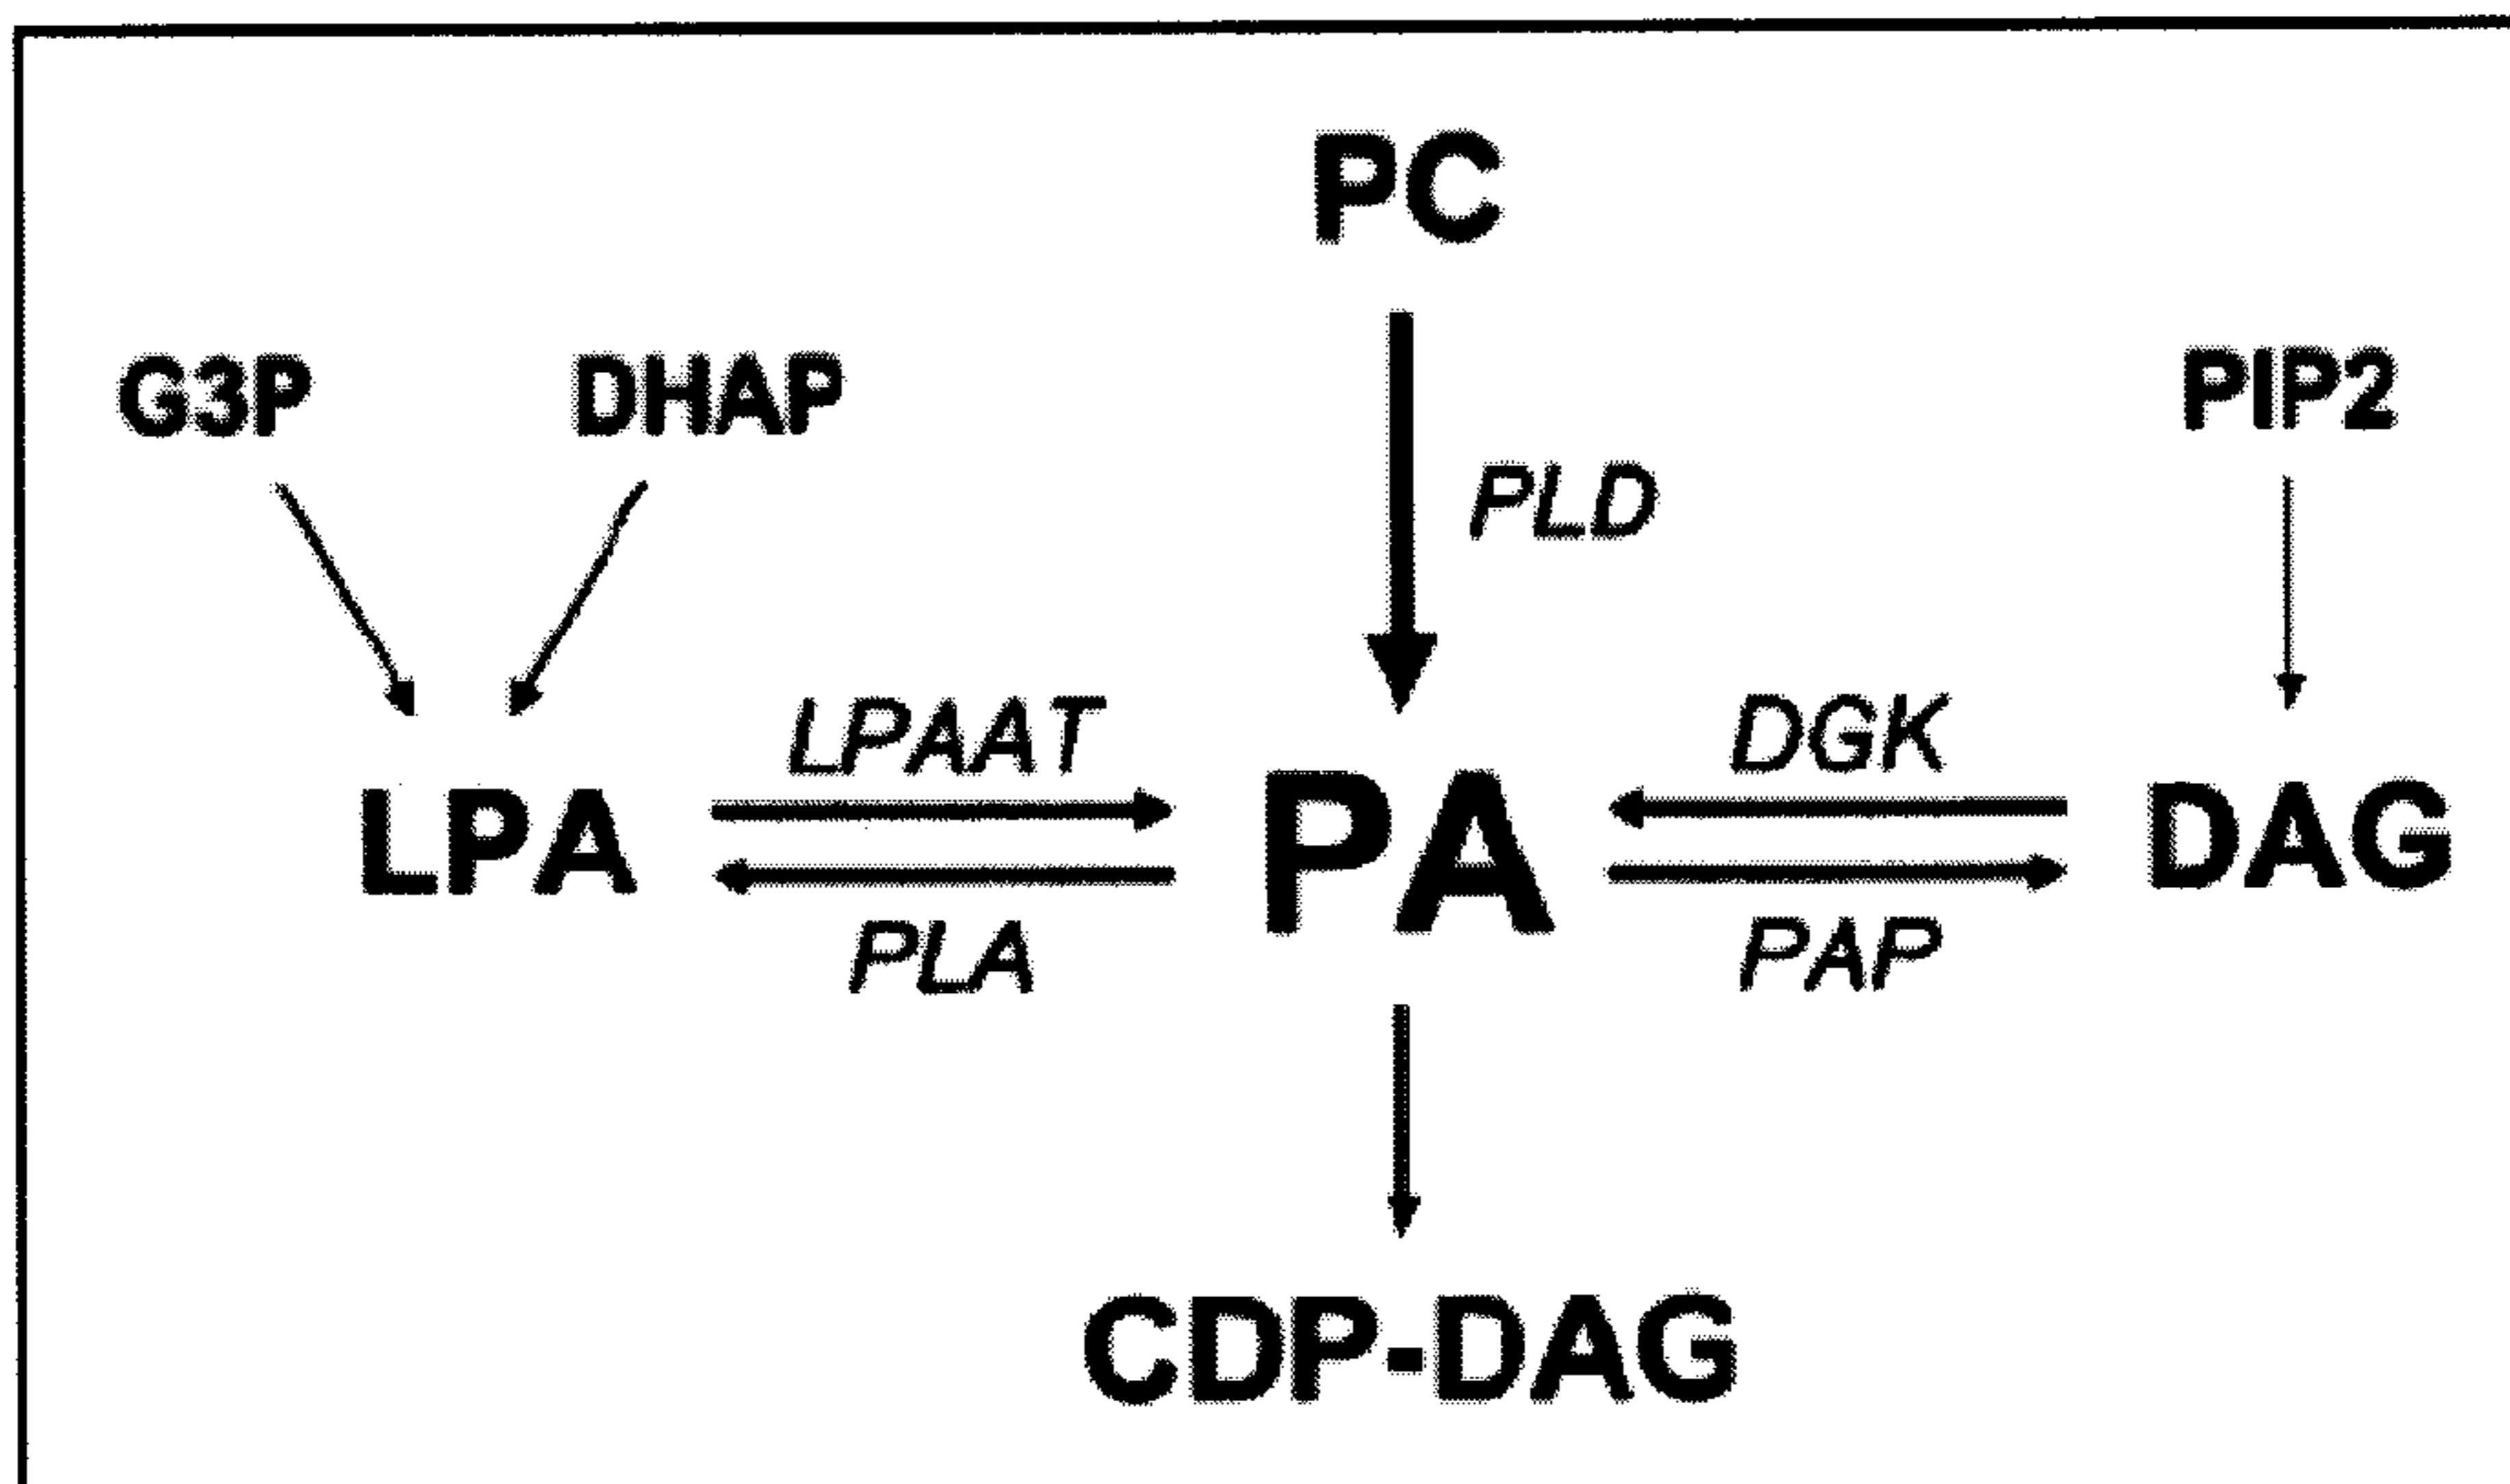 PC
G3P DHAP PIP2
PLD
LPAAT DGK
LPA PA DAG
PLA PAP
CDP-DAG